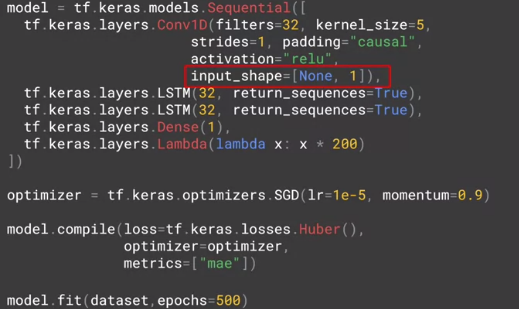 model = tf.keras.models.Sequential([
tf.keras.layers.Conv1D(filters=32, kernel_size=5,
strides=1, padding="causal",
activation="relu",
input_shape=[None, 1]),
tf.keras.layers.LSTM(32, return_sequences=True),
tf.keras.layers.LSTM(32, return_sequences=True),
tf.keras.layers.Dense(1),
tf.keras.layers.Lambda(lambda x: x * 200)
])
optimizer = tf.keras.optimizers.SGD(lr=1e-5, momentum=0.9)
model.compile(loss=tf.keras.losses.Huber(),
optimizer=optimizer,
metrics=["mae"])
model.fit(dataset,epochs=500)